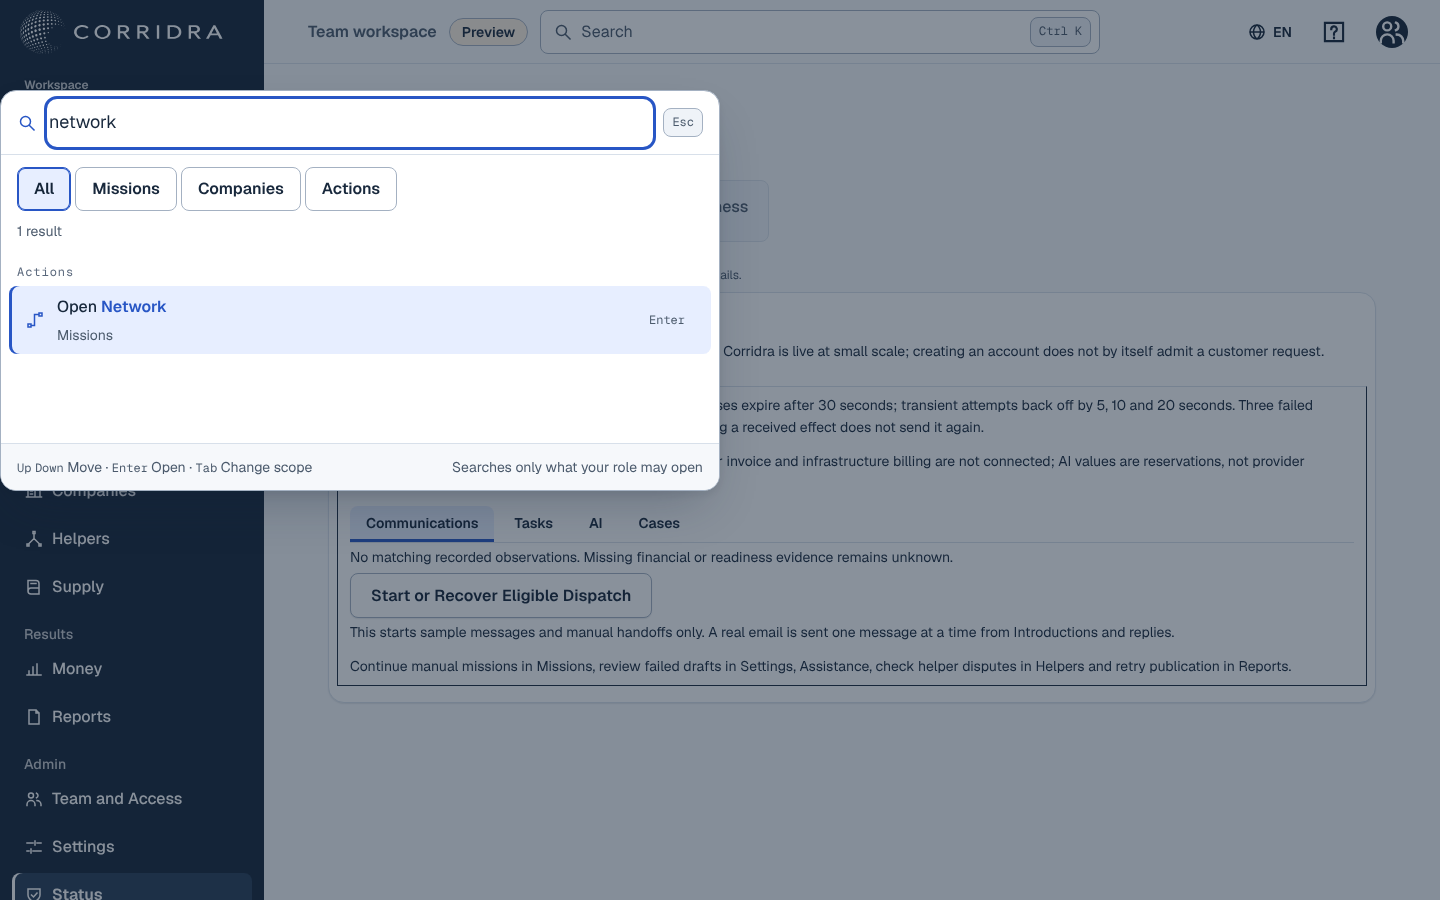 CORRIDRA
Team workspace
Preview
Search
Ctrl K
EN
Workspace
network
Esc
All
Missions
Companies
Actions
1 result
Actions
Open Network
Missions
Enter
Up Down Move · Enter Open · Tab Change scope
Searches only what your role may open
Corridra is live at small scale; creating an account does not by itself admit a customer request.
expire after 30 seconds; transient attempts back off by 5, 10 and 20 seconds. Three failed
a received effect does not send it again.
invoice and infrastructure billing are not connected; AI values are reservations, not provider
Companies
Helpers
Supply
Results
Money
Reports
Admin
Team and Access
Settings
Status
Communications
Tasks
AI
Cases
No matching recorded observations. Missing financial or readiness evidence remains unknown.
Start or Recover Eligible Dispatch
This starts sample messages and manual handoffs only. A real email is sent one message at a time from Introductions and replies.
Continue manual missions in Missions, review failed drafts in Settings, Assistance, check helper disputes in Helpers and retry publication in Reports.